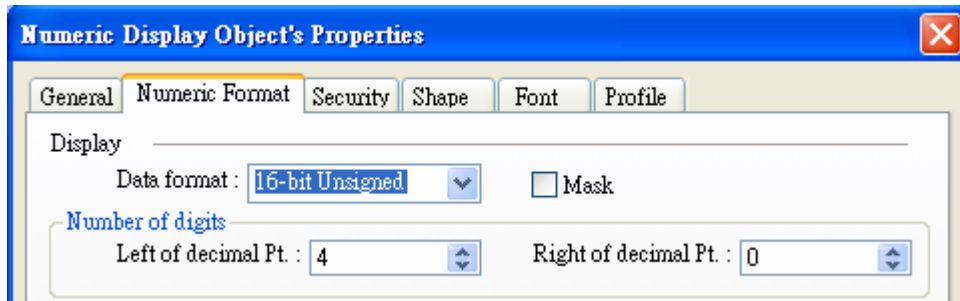 Numeric Display Object's Properties
General Numeric Format Security Shape Font Profile
Display
Data format : 16-bit Unsigned Mask
Number of digits
Left of decimal Pt. : 4 Right of decimal Pt. : 0